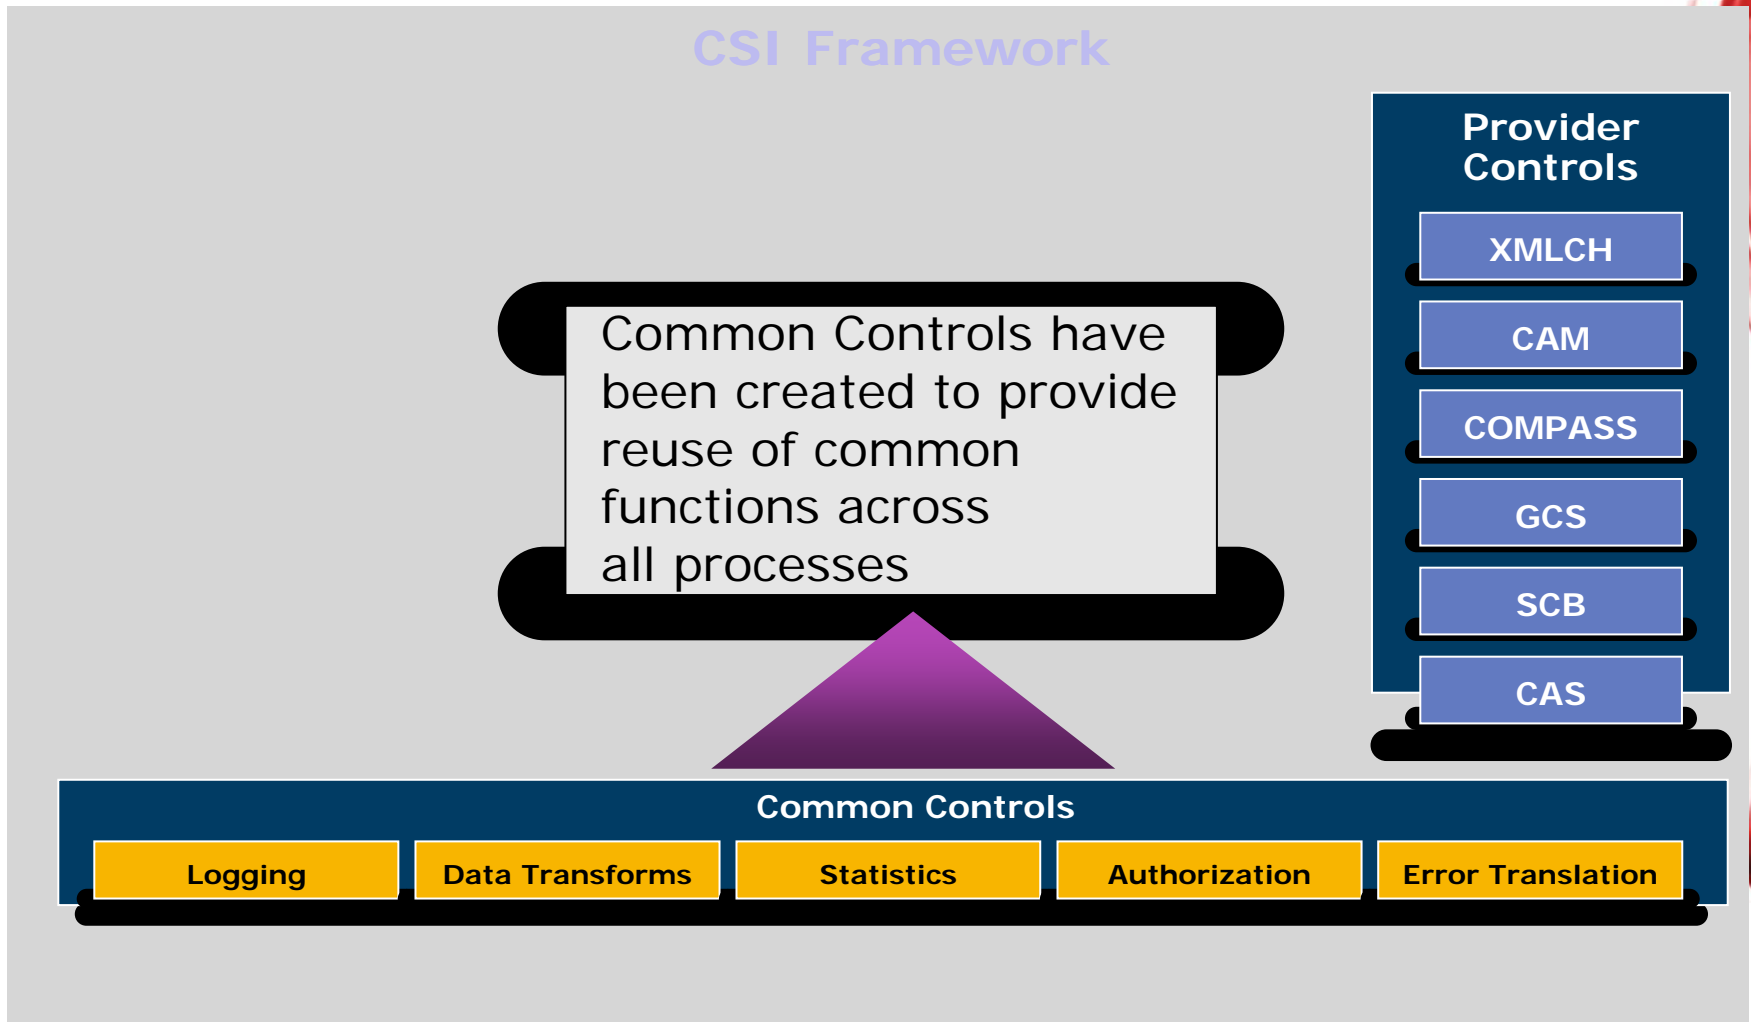 CSI Framework
Provider
Controls
XMLCH
CAM
COMPASS
GCS
SCB
CAS
Common Controls have
been created to provide
reuse of common
functions across
all processes
Common Controls
Logging
Data Transforms
Statistics
Authorization
Error Translation